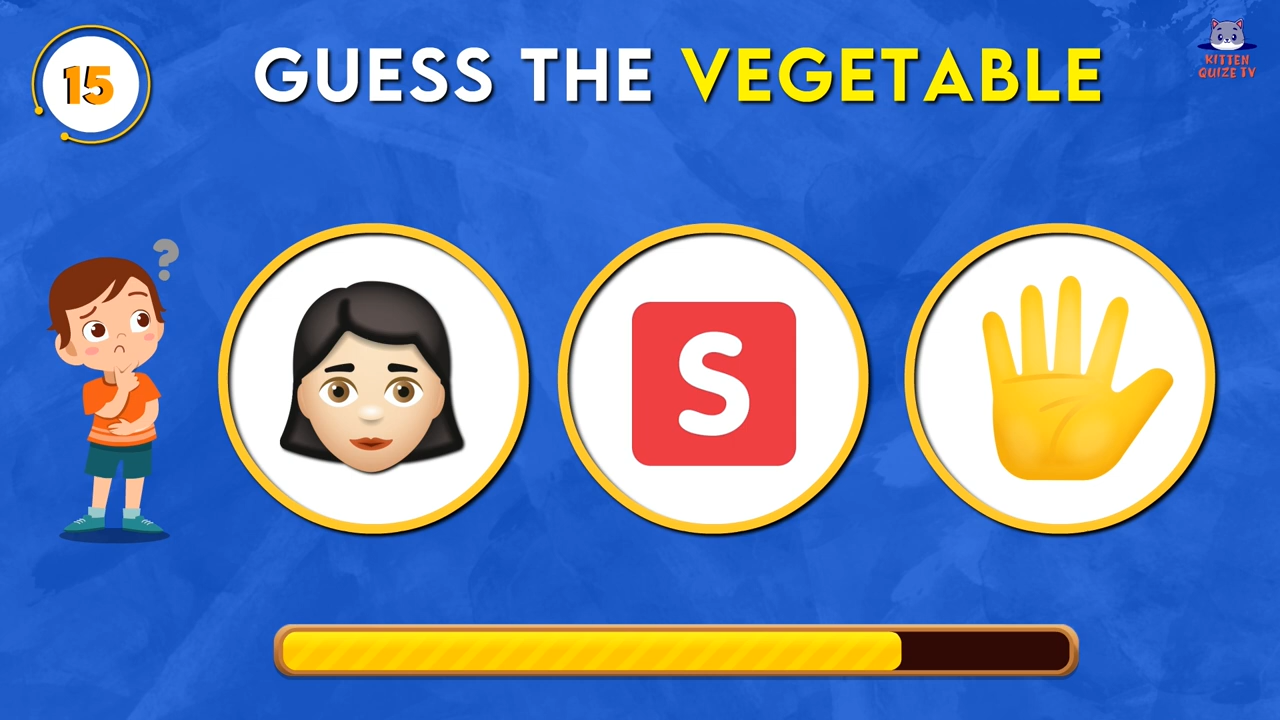 15
GUESS THE VEGETABLE
KITTEN
QUIZE TV
?
S